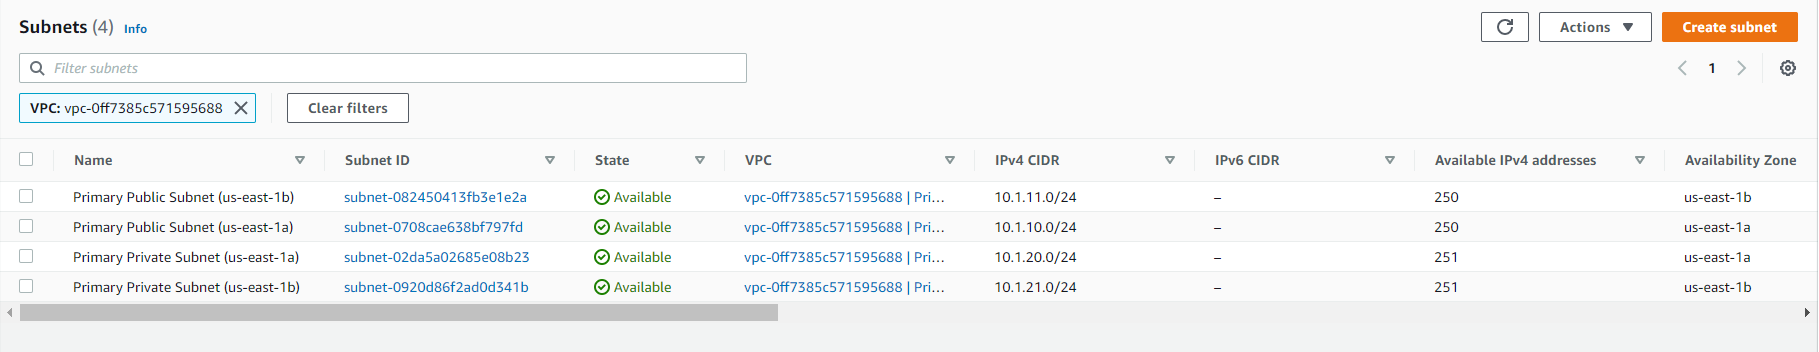 Subnets (4) Info
Actions
Create subnet
Filter subnets
1
VPC: vpc-0ff7385c571595688
Clear filters
Name Subnet ID State VPC IPv4 CIDR IPv6 CIDR Available IPv4 addresses Availability Zone
Primary Public Subnet (us-east-1b) subnet-082450413fb3e1e2a Available vpc-0ff7385c571595688 | Pri... 10.1.11.0/24 – 250 us-east-1b
Primary Public Subnet (us-east-1a) subnet-0708cae638bf797fd Available vpc-0ff7385c571595688 | Pri... 10.1.10.0/24 – 250 us-east-1a
Primary Private Subnet (us-east-1a) subnet-02da5a02685e08b23 Available vpc-0ff7385c571595688 | Pri... 10.1.20.0/24 – 251 us-east-1a
Primary Private Subnet (us-east-1b) subnet-0920d86f2ad0d341b Available vpc-0ff7385c571595688 | Pri... 10.1.21.0/24 – 251 us-east-1b